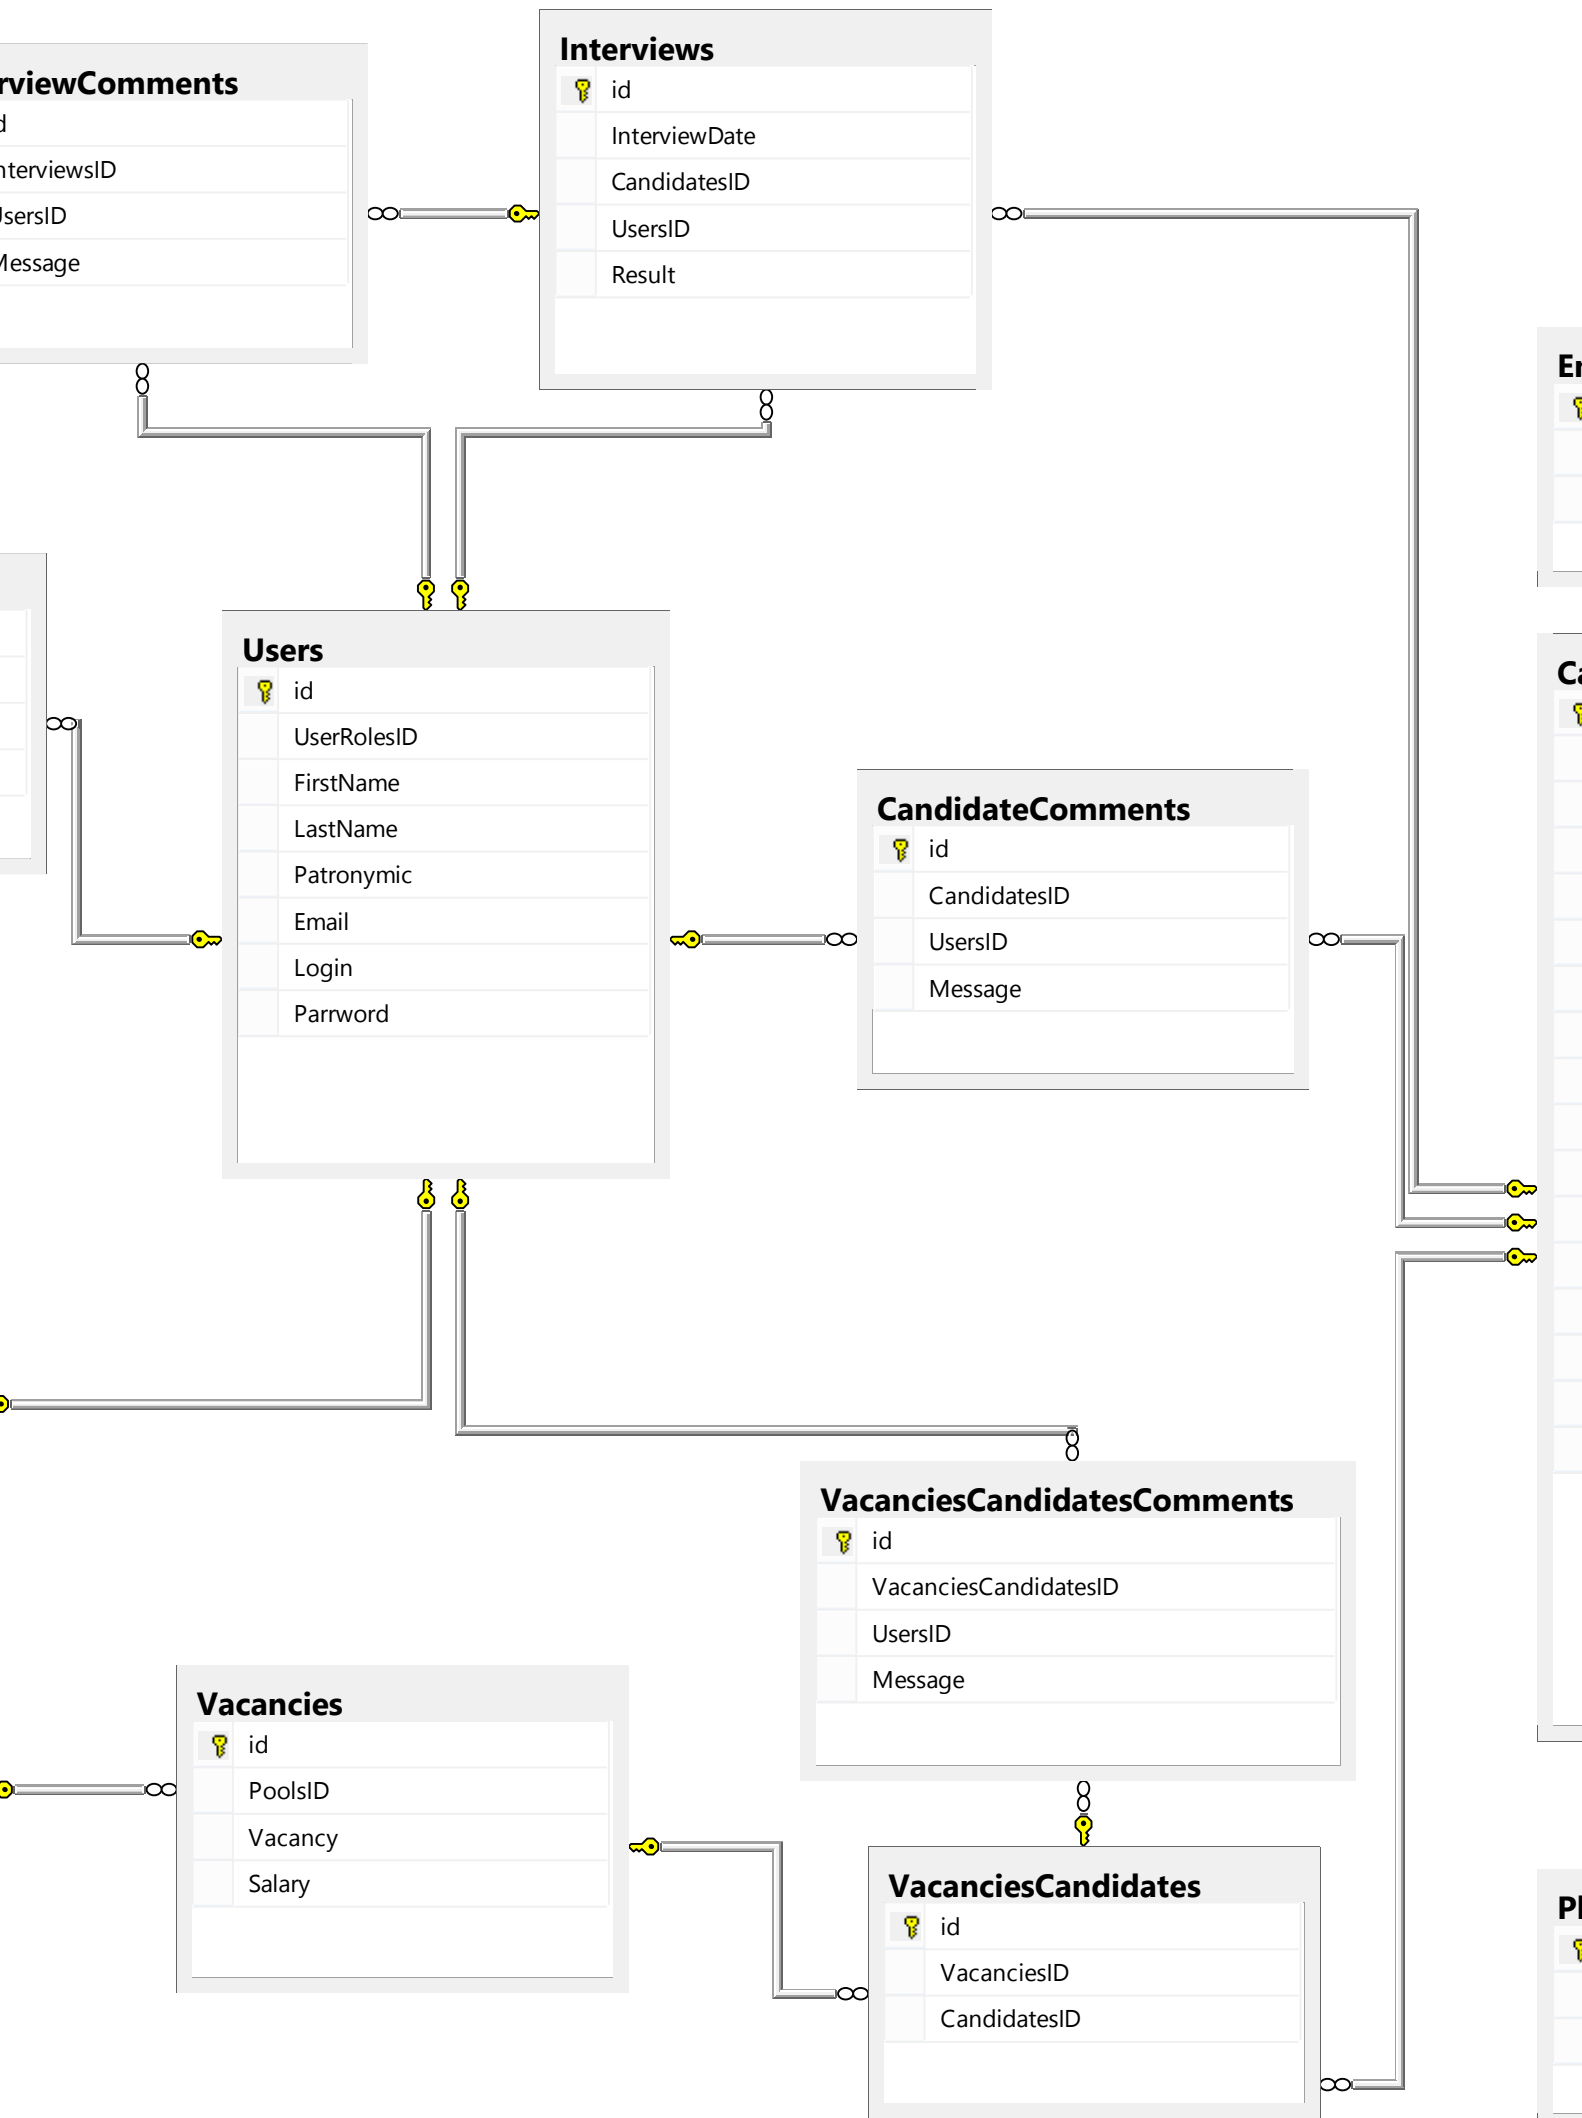 rviewComments
d
nterviewsID
UsersID
Message
Interviews
id
InterviewDate
CandidatesID
UsersID
Result
Users
id
UserRolesID
FirstName
LastName
Patronymic
Email
Login
Parrword
CandidateComments
id
CandidatesID
UsersID
Message
VacanciesCandidatesComments
id
VacanciesCandidatesID
UsersID
Message
Vacancies
id
PoolsID
Vacancy
Salary
VacanciesCandidates
id
VacanciesID
CandidatesID
Ca